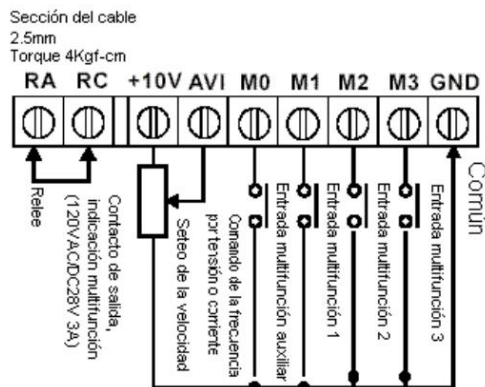 Sección del cable
2.5mm
Torque 4Kgf-cm
RA RC +10V AVI M0 M1 M2 M3 GND
Relee
Contacto de salida,
indicación multifunción
(120VAC/DC28V 3A)
Seteo de la velocidad
por tensión o corriente
Comando de la frecuencia
Entrada multifunción auxiliar
Entrada multifunción 1
Entrada multifunción 2
Entrada multifunción 3
Común